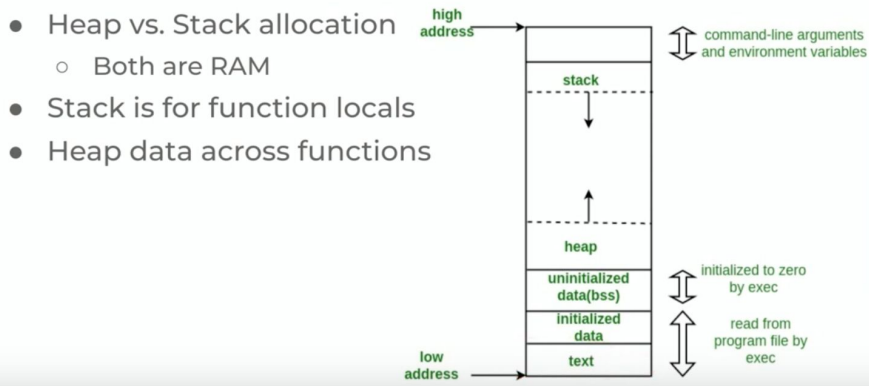 Heap vs. Stack allocation
Both are RAM
Stack is for function locals
Heap data across functions
high
address
command-line arguments
and environment variables
stack
heap
uninitialized
data(bss)
initialized to zero
by exec
initialized
data
read from
program file by
exec
text
low
address